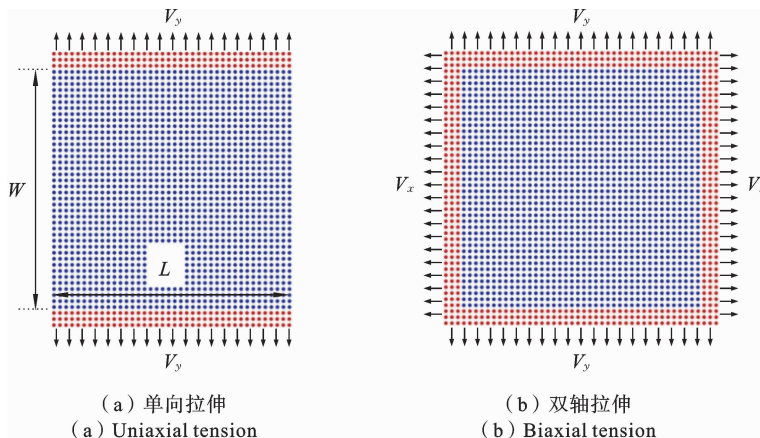 V_y
V_y
W
L
V_x
V
V_y
V_y
(a)单向拉伸
(a) Uniaxial tension
(b)双轴拉伸
(b) Biaxial tension